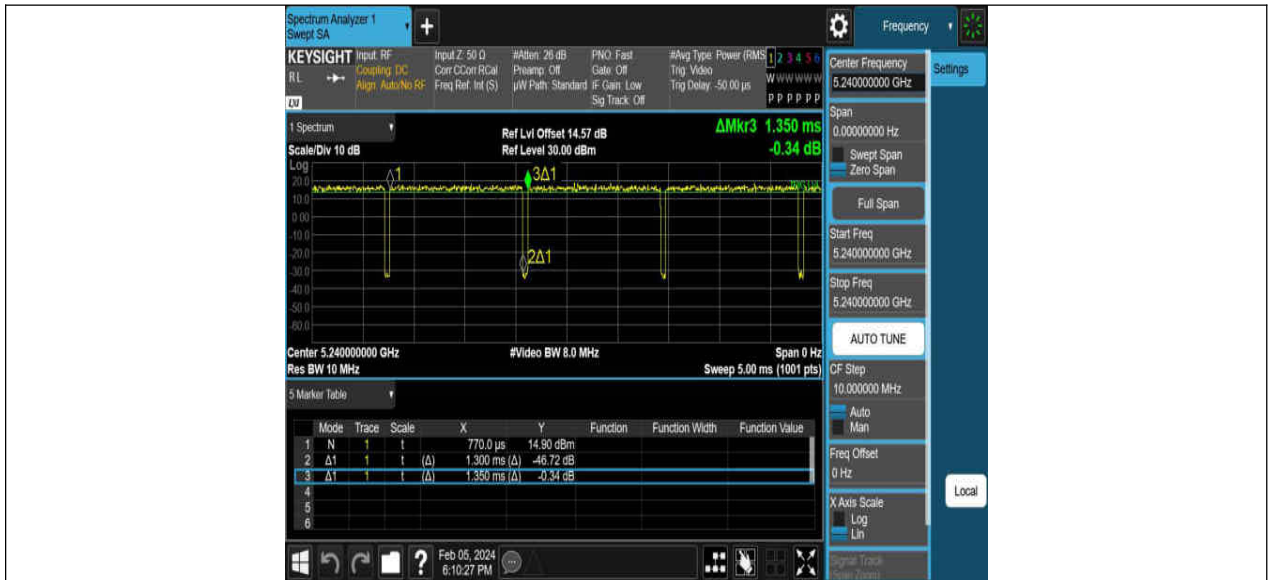 Spectrum Analyzer 1
Swept SA
+
Frequency
KEYSIGHT
RL
Input: RF
Coupling: DC
Align: Auto/No RF
Input Z: 50 Ω
Corr CCorr RCal
Freq Ref: Int (S)
#Atten: 26 dB
Preamp: Off
µW Path: Standard
PNO: Fast
Gate: Off
IF Gain: Low
Sig Track: Off
#Avg Type: Power (RMS
Trig: Video
Trig Delay: -50.00 µs
1 2 3 4 5 6
W W W W W W
P P P P P P
Center Frequency
5.240000000 GHz
Settings
Span
0.00000000 Hz
Swept Span
Zero Span
Full Span
Start Freq
5.240000000 GHz
Stop Freq
5.240000000 GHz
AUTO TUNE
CF Step
10.000000 MHz
Auto
Man
Freq Offset
0 Hz
X Axis Scale
Log
Lin
Signal Track
(Span Zoom)
Local
1 Spectrum
Scale/Div 10 dB
Ref Lvl Offset 14.57 dB
Ref Level 30.00 dBm
ΔMkr3 1.350 ms
-0.34 dB
Log
1
3Δ1
2Δ1
20.0
10.0
0.00
-10.0
-20.0
-30.0
-40.0
-50.0
-60.0
Center 5.240000000 GHz
#Video BW 8.0 MHz
Span 0 Hz
Res BW 10 MHz
Sweep 5.00 ms (1001 pts)
5 Marker Table
Mode Trace Scale X Y Function Function Width Function Value
1 N 1 t 770.0 µs 14.90 dBm
2 Δ1 1 t (Δ) 1.300 ms (Δ) -46.72 dB
3 Δ1 1 t (Δ) 1.350 ms (Δ) -0.34 dB
4
5
6
?
Feb 05, 2024
6:10:27 PM